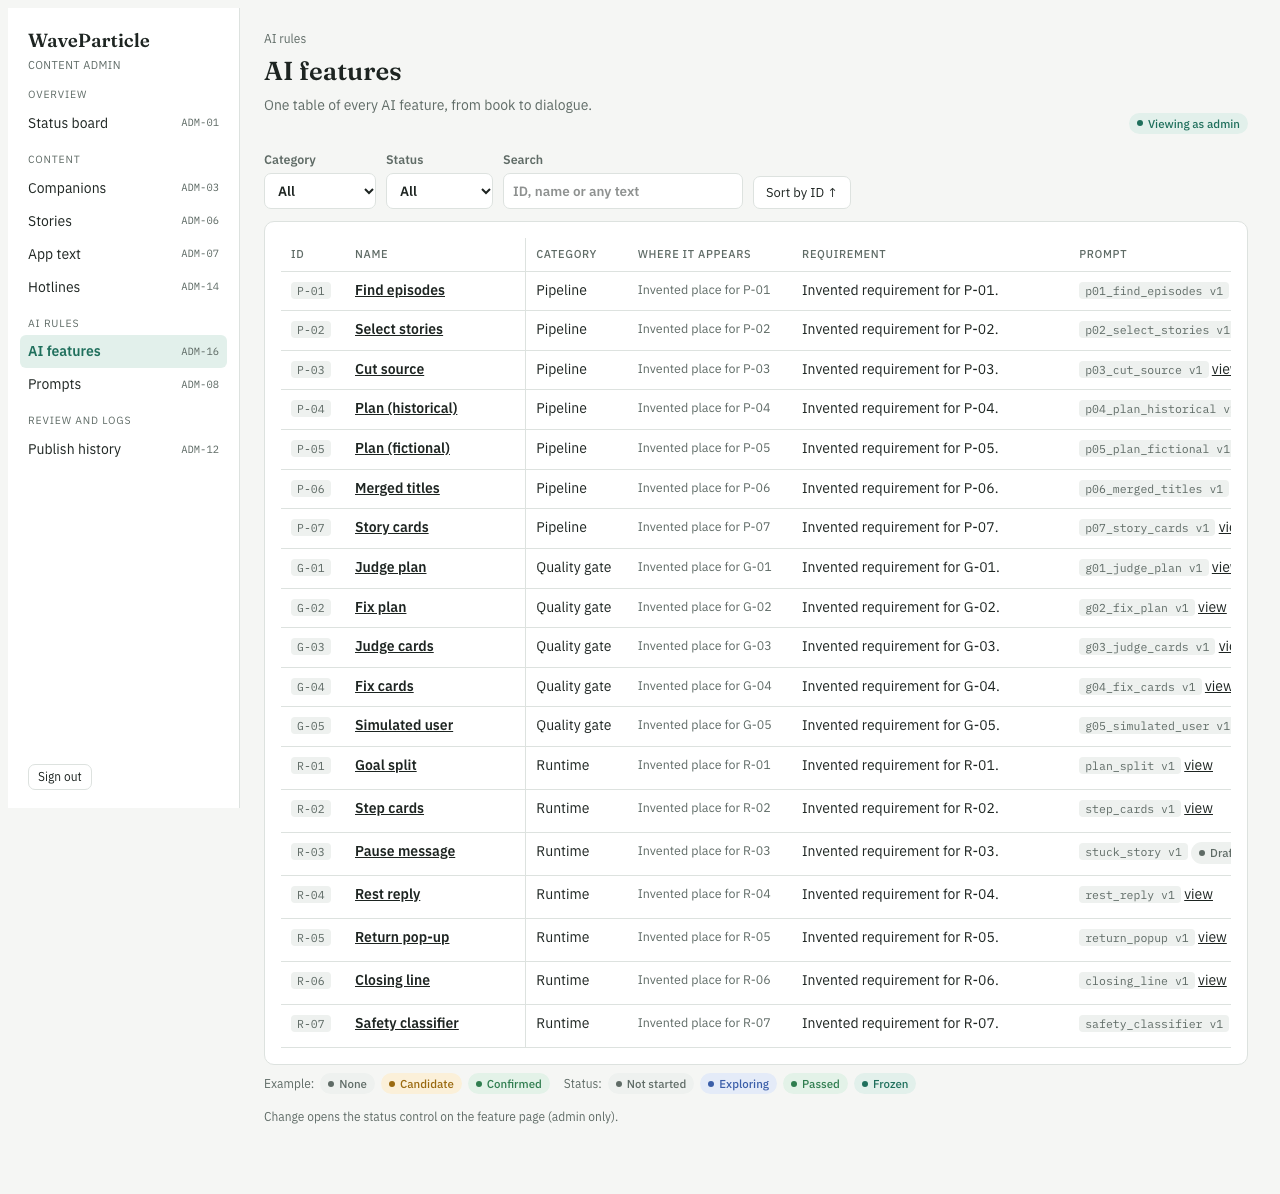 WaveParticle
CONTENT ADMIN
OVERVIEW
Status board ADM-01
CONTENT
Companions ADM-03
Stories ADM-06
App text ADM-07
Hotlines ADM-14
AI RULES
AI features ADM-16
Prompts ADM-08
REVIEW AND LOGS
Publish history ADM-12
Sign out
AI rules
AI features
One table of every AI feature, from book to dialogue.
Viewing as admin
Category Status Search
All All ID, name or any text Sort by ID ↑
ID NAME CATEGORY WHERE IT APPEARS REQUIREMENT PROMPT
P-01 Find episodes Pipeline Invented place for P-01 Invented requirement for P-01. p01_find_episodes v1
P-02 Select stories Pipeline Invented place for P-02 Invented requirement for P-02. p02_select_stories v1
P-03 Cut source Pipeline Invented place for P-03 Invented requirement for P-03. p03_cut_source v1
P-04 Plan (historical) Pipeline Invented place for P-04 Invented requirement for P-04. p04_plan_historical v
P-05 Plan (fictional) Pipeline Invented place for P-05 Invented requirement for P-05. p05_plan_fictional v1
P-06 Merged titles Pipeline Invented place for P-06 Invented requirement for P-06. p06_merged_titles v1
P-07 Story cards Pipeline Invented place for P-07 Invented requirement for P-07. p07_story_cards v1
G-01 Judge plan Quality gate Invented place for G-01 Invented requirement for G-01. g01_judge_plan v1
G-02 Fix plan Quality gate Invented place for G-02 Invented requirement for G-02. g02_fix_plan v1 view
G-03 Judge cards Quality gate Invented place for G-03 Invented requirement for G-03. g03_judge_cards v1
G-04 Fix cards Quality gate Invented place for G-04 Invented requirement for G-04. g04_fix_cards v1 view
G-05 Simulated user Quality gate Invented place for G-05 Invented requirement for G-05. g05_simulated_user v1
R-01 Goal split Runtime Invented place for R-01 Invented requirement for R-01. plan_split v1 view
R-02 Step cards Runtime Invented place for R-02 Invented requirement for R-02. step_cards v1 view
R-03 Pause message Runtime Invented place for R-03 Invented requirement for R-03. stuck_story v1
R-04 Rest reply Runtime Invented place for R-04 Invented requirement for R-04. rest_reply v1 view
R-05 Return pop-up Runtime Invented place for R-05 Invented requirement for R-05. return_popup v1 view
R-06 Closing line Runtime Invented place for R-06 Invented requirement for R-06. closing_line v1 view
R-07 Safety classifier Runtime Invented place for R-07 Invented requirement for R-07. safety_classifier v1
Example: None Candidate Confirmed Status: Not started Exploring Passed Frozen
Change opens the status control on the feature page (admin only).